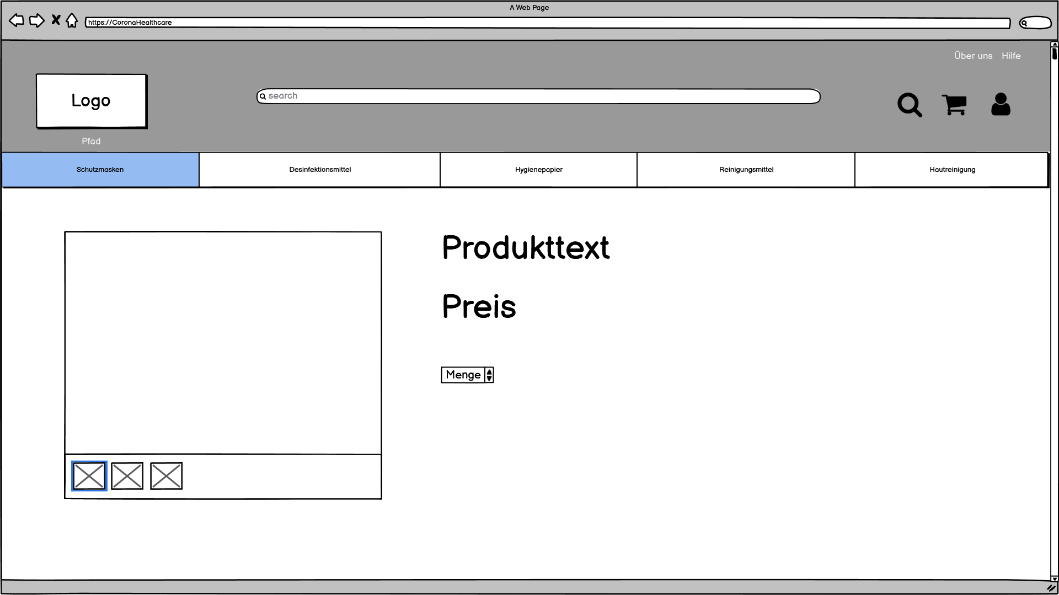 A Web Page
https://CoronaHealthcare
Über uns Hilfe
Logo
search
Pfad
Schutzmasken Desinfektionsmittel Hygienepapier Reinigungsmittel Hautreinigung
Produkttext
Preis
Menge